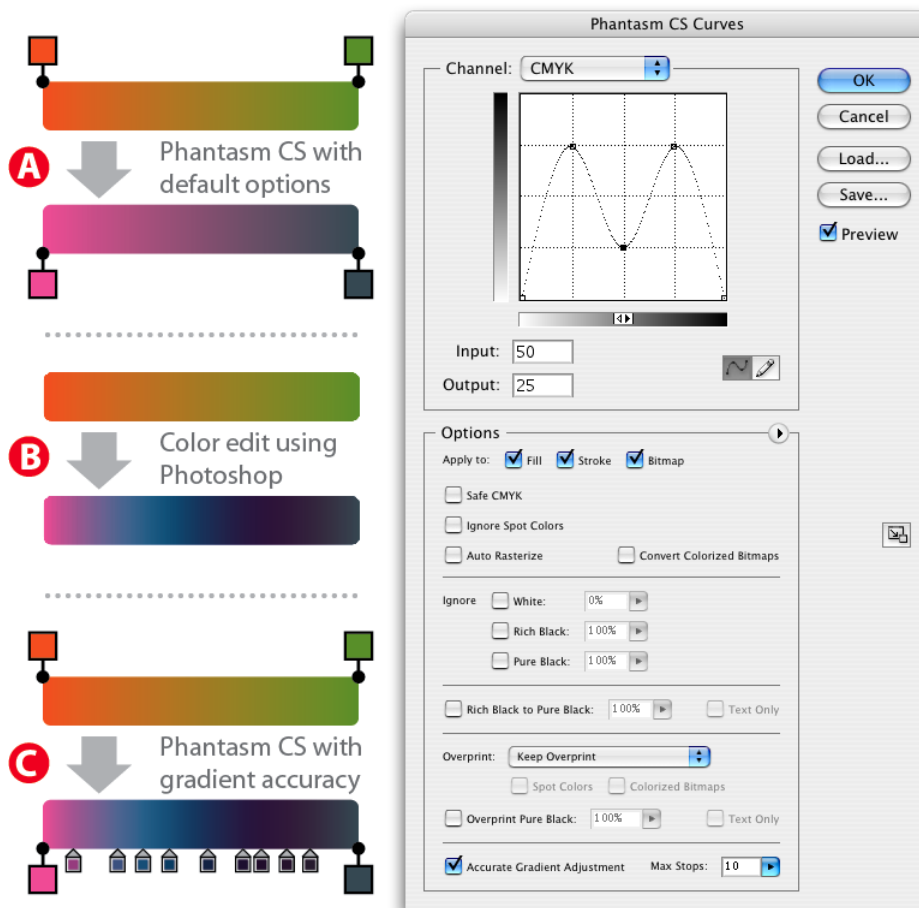 A
Phantasm CS with
default options
B
Color edit using
Photoshop
C
Phantasm CS with
gradient accuracy
Phantasm CS Curves
Channel: CMYK
OK
Cancel
Load...
Save...
Preview
Input: 50
Output: 25
Options
Apply to: Fill Stroke Bitmap
Safe CMYK
Ignore Spot Colors
Auto Rasterize Convert Colorized Bitmaps
Ignore White: 0%
Rich Black: 100%
Pure Black: 100%
Rich Black to Pure Black: 100% Text Only
Overprint: Keep Overprint
Spot Colors Colorized Bitmaps
Overprint Pure Black: 100% Text Only
Accurate Gradient Adjustment Max Stops: 10